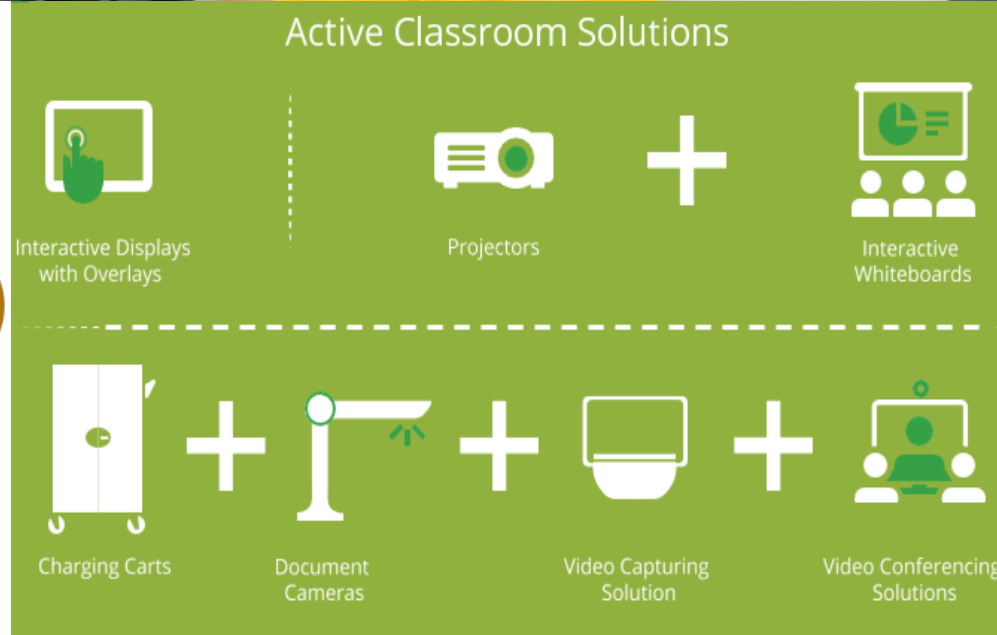 Active Classroom Solutions
Interactive Displays
with Overlays
Projectors
Interactive
Whiteboards
Charging Carts
Document
Cameras
Video Capturing
Solution
Video Conferencing
Solutions